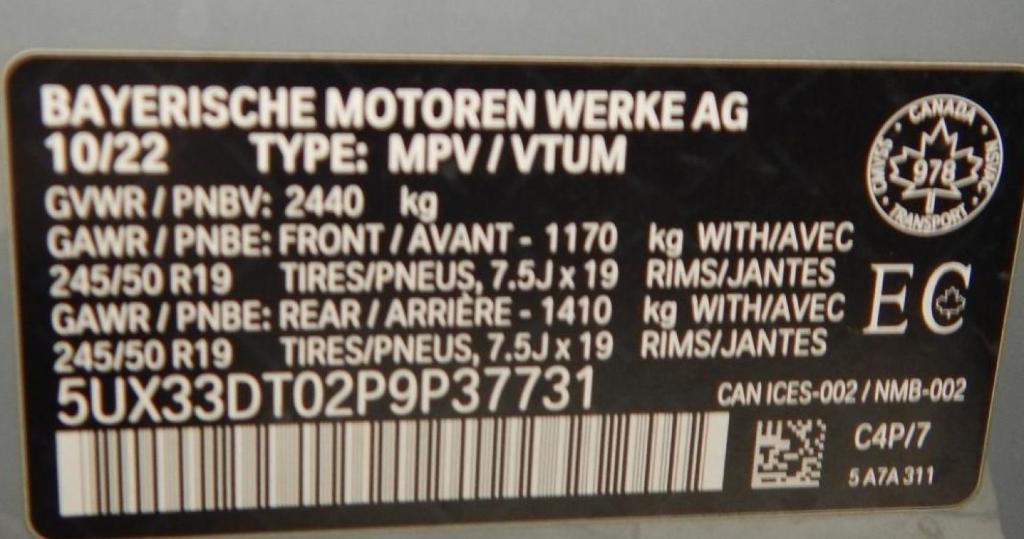 BAYERISCHE MOTOREN WERKE AG
10/22 TYPE: MPV / VTUM
GVWR / PNBV: 2440 kg
GAWR / PNBE: FRONT / AVANT - 1170 kg WITH/AVEC
245/50 R19 TIRES/PNEUS, 7.5J x 19 RIMS/JANTES
GAWR / PNBE: REAR / ARRIÈRE - 1410 kg WITH/AVEC
245/50 R19 TIRES/PNEUS, 7.5J x 19 RIMS/JANTES
5UX33DT02P9P37731
CANADA
CMVSS
978
NSVAC
TRANSPORT
EC
CAN ICES-002 / NMB-002
C4P/7
5 A7A 311